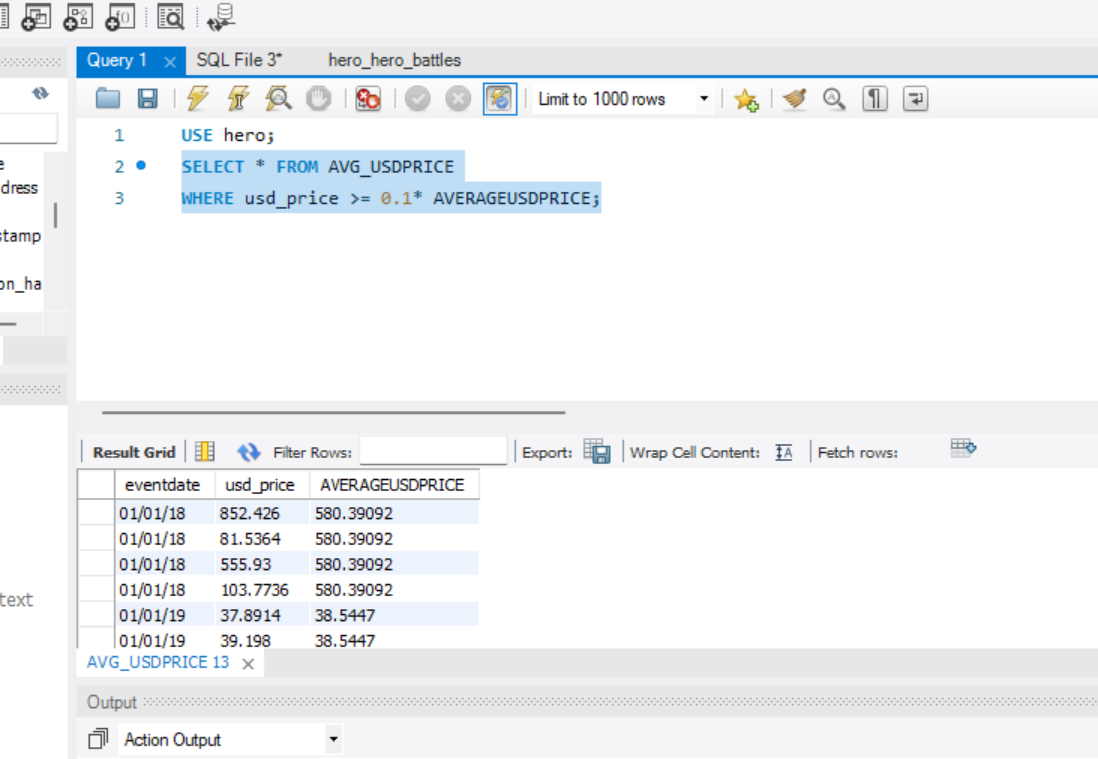 Query 1 SQL File 3* hero_hero_battles
Limit to 1000 rows
1 USE hero;
2 SELECT * FROM AVG_USDPRICE
3 WHERE usd_price >= 0.1* AVERAGEUSDPRICE;
e
dress
stamp
on_ha
Result Grid Filter Rows: Export: Wrap Cell Content: Fetch rows:
eventdate usd_price AVERAGEUSDPRICE
01/01/18 852.426 580.39092
01/01/18 81.5364 580.39092
01/01/18 555.93 580.39092
01/01/18 103.7736 580.39092
01/01/19 37.8914 38.5447
01/01/19 39.198 38.5447
text
AVG_USDPRICE 13
Output
Action Output